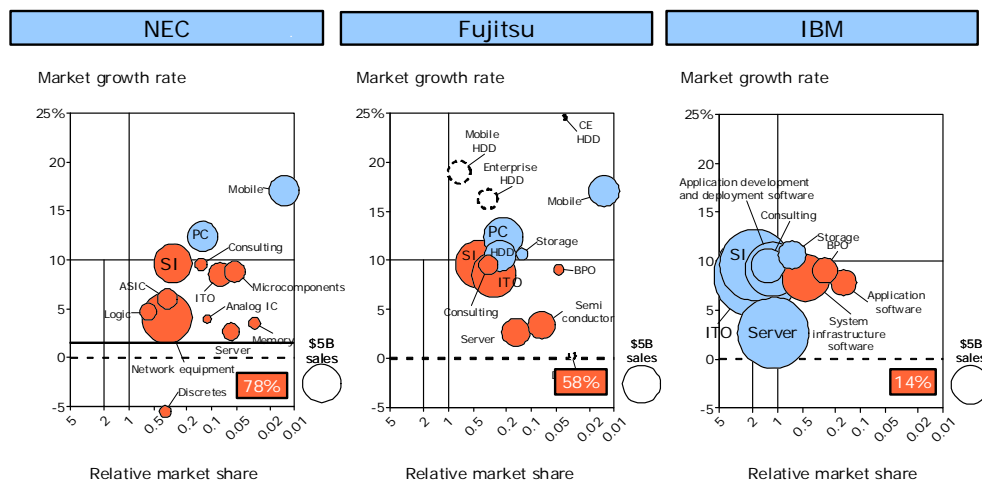 NEC
Fujitsu
IBM
Market growth rate
Market growth rate
Market growth rate
25%
20
15
10
5
0
-5
Mobile
PC
Consulting
SI
ASIC
ITO
Microcomponents
Logic
Analog IC
Memory
Server
Network equipment
Discretes
78%
$5B
sales
5
2
1
0.5
0.2
0.1
0.05
0.02
0.01
Relative market share
25%
20
15
10
5
0
-5
CE
HDD
Mobile
HDD
Enterprise
HDD
Mobile
PC
Storage
SI
HDD
BPO
ITO
Consulting
Semi
conductor
Server
58%
$5B
sales
5
2
1
0.5
0.2
0.1
0.05
0.02
0.01
Relative market share
25%
20
15
10
5
0
-5
Application development
and deployment software
Consulting
Storage
BPO
SI
Application
software
ITO
Server
System
infrastructure
software
14%
$5B
sales
5
2
1
0.5
0.2
0.1
0.05
0.02
0.01
Relative market share